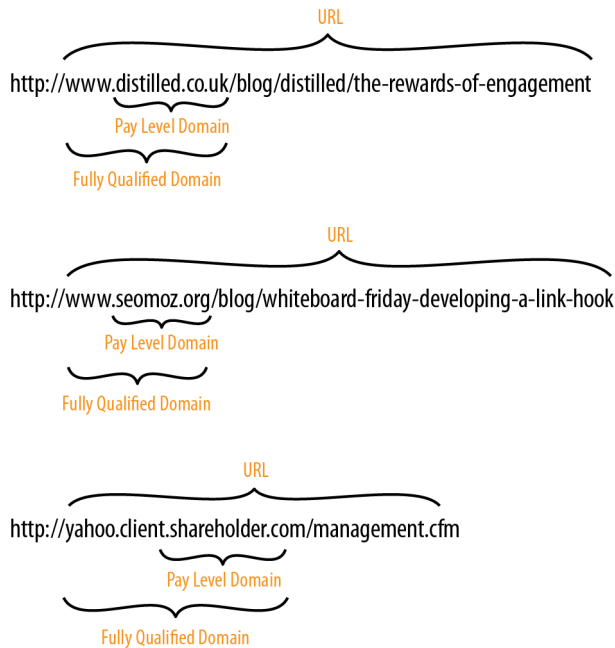 URL
http://www.distilled.co.uk/blog/distilled/the-rewards-of-engagement
Pay Level Domain
Fully Qualified Domain
URL
http://www.seomoz.org/blog/whiteboard-friday-developing-a-link-hook
Pay Level Domain
Fully Qualified Domain
URL
http://yahoo.client.shareholder.com/management.cfm
Pay Level Domain
Fully Qualified Domain